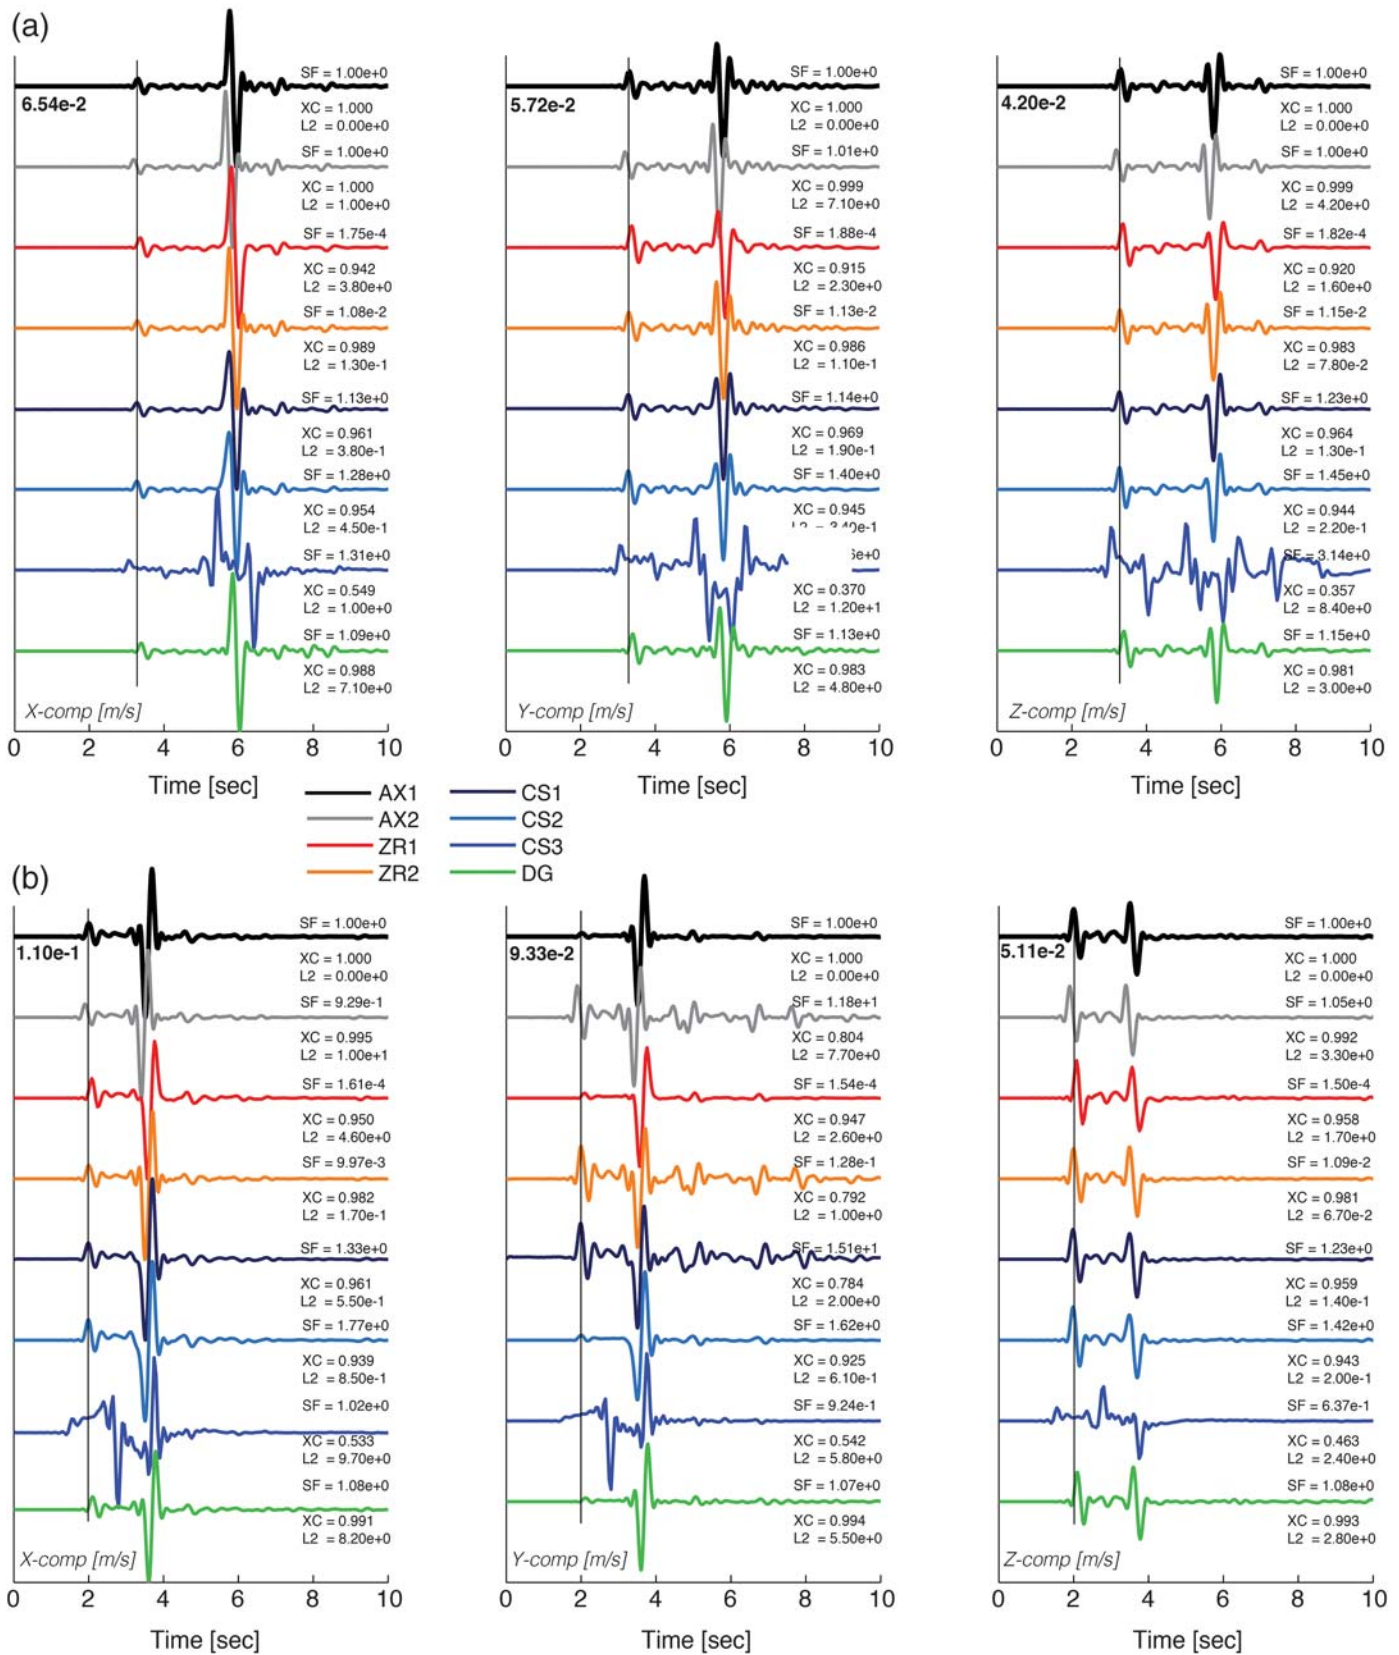 (a)
SF = 1.00e+0
6.54e-2
XC = 1.000
L2 = 0.00e+0
SF = 1.00e+0
XC = 1.000
L2 = 1.00e+0
SF = 1.75e-4
XC = 0.942
L2 = 3.80e+0
SF = 1.08e-2
XC = 0.989
L2 = 1.30e-1
SF = 1.13e+0
XC = 0.961
L2 = 3.80e-1
SF = 1.28e+0
XC = 0.954
L2 = 4.50e-1
SF = 1.31e+0
XC = 0.549
L2 = 1.00e+0
SF = 1.09e+0
XC = 0.988
L2 = 7.10e+0
X-comp [m/s]
0 2 4 6 8 10
Time [sec]
SF = 1.00e+0
5.72e-2
XC = 1.000
L2 = 0.00e+0
SF = 1.01e+0
XC = 0.999
L2 = 7.10e+0
SF = 1.88e-4
XC = 0.915
L2 = 2.30e+0
SF = 1.13e-2
XC = 0.986
L2 = 1.10e-1
SF = 1.14e+0
XC = 0.969
L2 = 1.90e-1
SF = 1.40e+0
XC = 0.945
L2 = 3.40e-1
e+0
XC = 0.370
L2 = 1.20e+1
SF = 1.13e+0
XC = 0.983
L2 = 4.80e+0
Y-comp [m/s]
0 2 4 6 8 10
Time [sec]
SF = 1.00e+0
4.20e-2
XC = 1.000
L2 = 0.00e+0
SF = 1.00e+0
XC = 0.999
L2 = 4.20e+0
SF = 1.82e-4
XC = 0.920
L2 = 1.60e+0
SF = 1.15e-2
XC = 0.983
L2 = 7.80e-2
SF = 1.23e+0
XC = 0.964
L2 = 1.30e-1
SF = 1.45e+0
XC = 0.944
L2 = 2.20e-1
SF = 3.14e+0
XC = 0.357
L2 = 8.40e+0
SF = 1.15e+0
XC = 0.981
L2 = 3.00e+0
Z-comp [m/s]
0 2 4 6 8 10
Time [sec]
AX1
AX2
ZR1
ZR2
CS1
CS2
CS3
DG
(b)
SF = 1.00e+0
1.10e-1
XC = 1.000
L2 = 0.00e+0
SF = 9.29e-1
XC = 0.995
L2 = 1.00e+1
SF = 1.61e-4
XC = 0.950
L2 = 4.60e+0
SF = 9.97e-3
XC = 0.982
L2 = 1.70e-1
SF = 1.33e+0
XC = 0.961
L2 = 5.50e-1
SF = 1.77e+0
XC = 0.939
L2 = 8.50e-1
SF = 1.02e+0
XC = 0.533
L2 = 9.70e+0
SF = 1.08e+0
XC = 0.991
L2 = 8.20e+0
X-comp [m/s]
0 2 4 6 8 10
Time [sec]
SF = 1.00e+0
9.33e-2
XC = 1.000
L2 = 0.00e+0
SF = 1.18e+1
XC = 0.804
L2 = 7.70e+0
SF = 1.54e-4
XC = 0.947
L2 = 2.60e+0
SF = 1.28e-1
XC = 0.792
L2 = 1.00e+0
SF = 1.51e+1
XC = 0.784
L2 = 2.00e+0
SF = 1.62e+0
XC = 0.925
L2 = 6.10e-1
SF = 9.24e-1
XC = 0.542
L2 = 5.80e+0
SF = 1.07e+0
XC = 0.994
L2 = 5.50e+0
Y-comp [m/s]
0 2 4 6 8 10
Time [sec]
SF = 1.00e+0
5.11e-2
XC = 1.000
L2 = 0.00e+0
SF = 1.05e+0
XC = 0.992
L2 = 3.30e+0
SF = 1.50e-4
XC = 0.958
L2 = 1.70e+0
SF = 1.09e-2
XC = 0.981
L2 = 6.70e-2
SF = 1.23e+0
XC = 0.959
L2 = 1.40e-1
SF = 1.42e+0
XC = 0.943
L2 = 2.00e-1
SF = 6.37e-1
XC = 0.463
L2 = 2.40e+0
SF = 1.08e+0
XC = 0.993
L2 = 2.80e+0
Z-comp [m/s]
0 2 4 6 8 10
Time [sec]